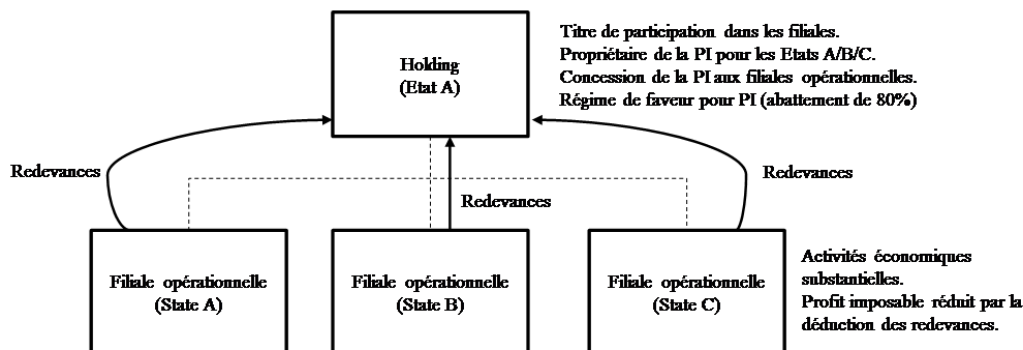 Titre de participation dans les filiales.
Propriétaire de la PI pour les Etats A/B/C.
Concession de la PI aux filiales opérationnelles.
Régime de faveur pour PI (abattement de 80%)
Holding
(Etat A)
Redevances
Redevances
Redevances
Filiale opérationnelle
(State A)
Filiale opérationnelle
(State B)
Filiale opérationnelle
(State C)
Activités économiques
substantielles.
Profit imposable réduit par la
déduction des redevances.